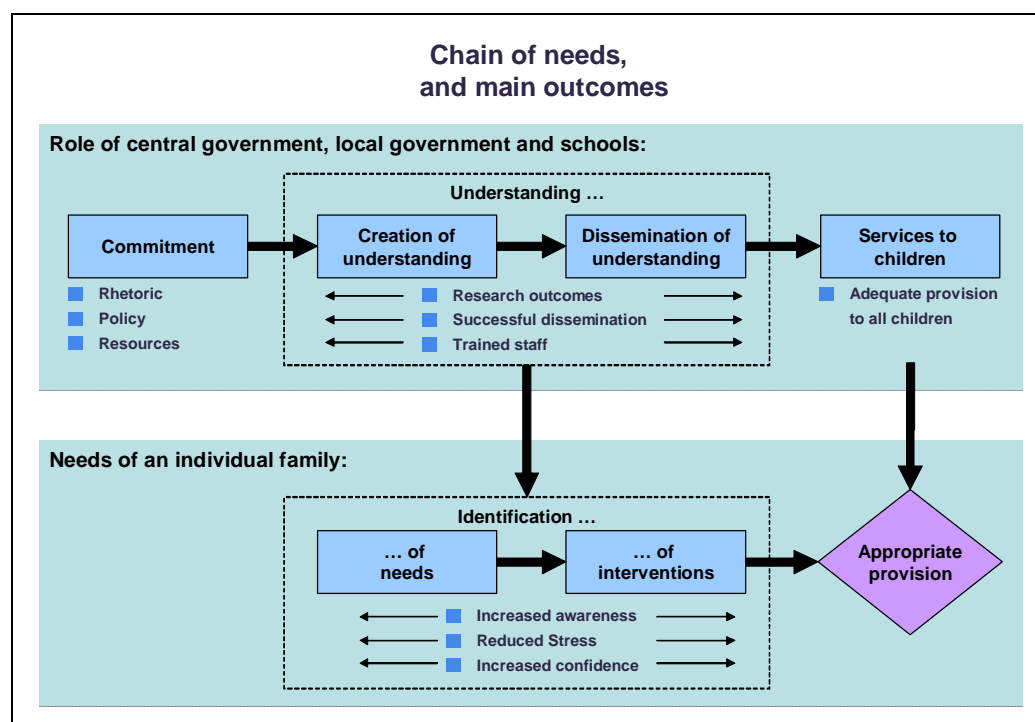 Chain of needs,
and main outcomes
Role of central government, local government and schools:
Understanding …
Commitment
Creation of
understanding
Dissemination of
understanding
Services to
children
Rhetoric
Policy
Resources
Research outcomes
Successful dissemination
Trained staff
Adequate provision
to all children
Needs of an individual family:
Identification …
… of
needs
… of
interventions
Appropriate
provision
Increased awareness
Reduced Stress
Increased confidence